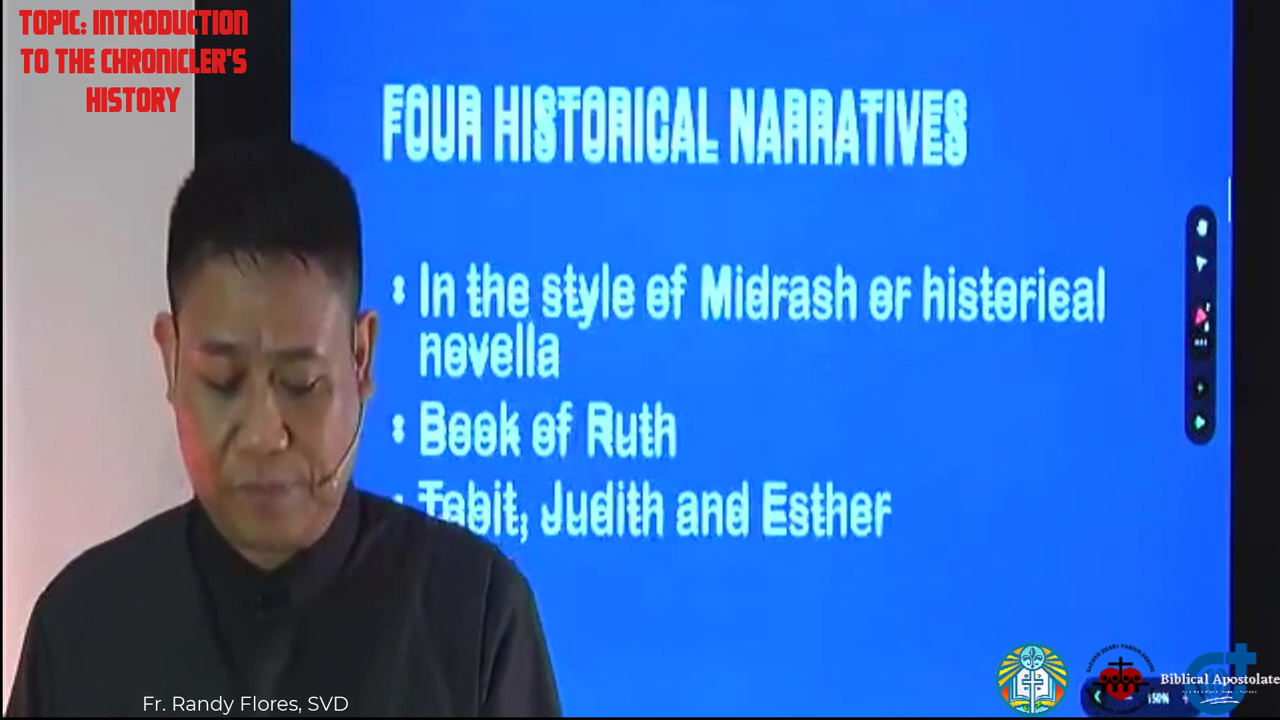 TOPIC: INTRODUCTION
TO THE CHRONICLER'S
HISTORY
FOUR HISTORICAL NARRATIVES
• In the style of Midrash or historical
novella
• Book of Ruth
• Tobit, Judith and Esther
Fr. Randy Flores, SVD
Biblical Apostolate
150%